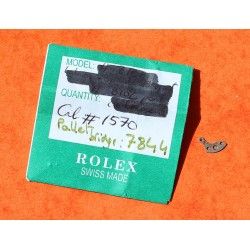 MODEL:
QUANTITY:
Cal # 1570
Pallet bridge: 7844
ROLEX
SWISS MADE